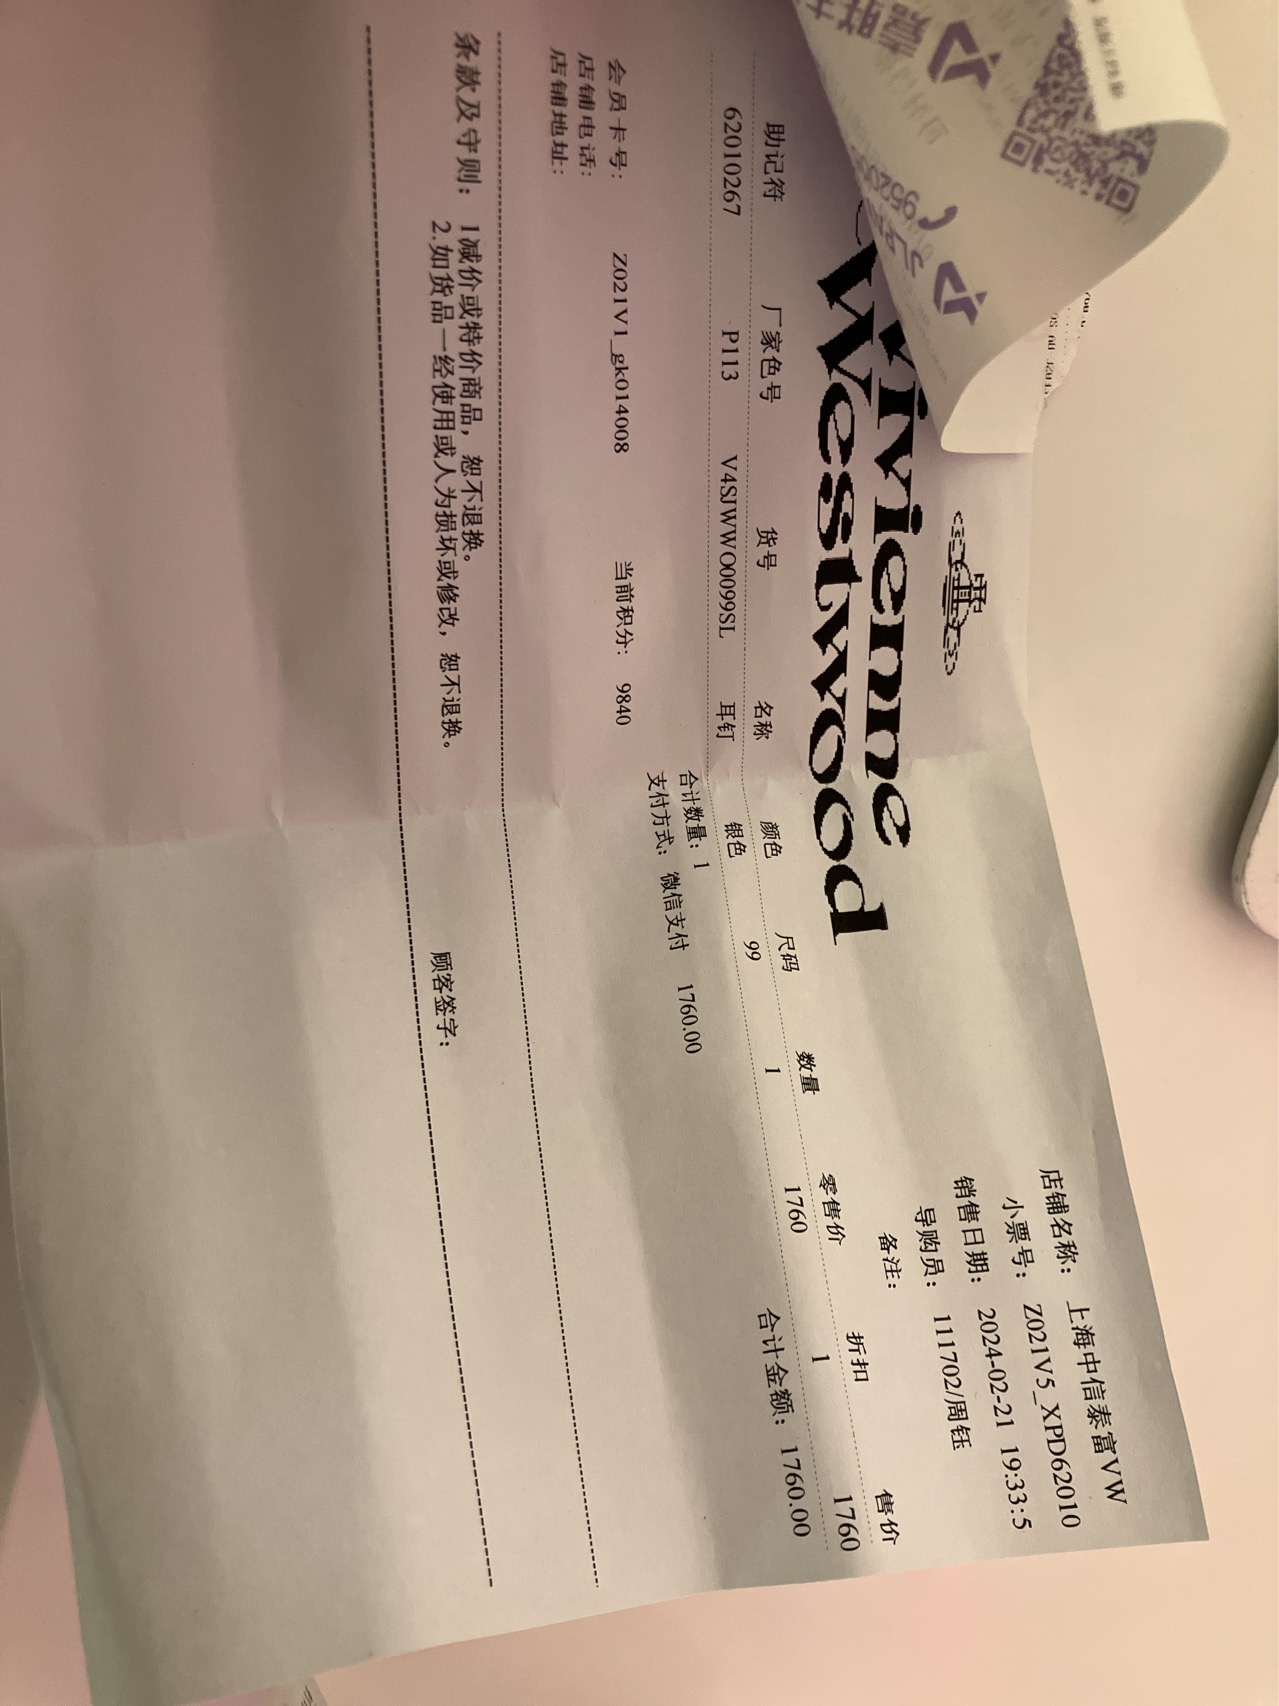 Vivienne
Westwood
店铺名称： 上海中信泰富VW
小票号： Z021V5_XPD62010
销售日期： 2024-02-21 19:33:5
导购员： 111702/周钰
备注：
助记符 厂家色号 货号 名称 颜色 尺码 数量 零售价 折扣 售价
62010267 P113 V4SJWWO0099SL 耳钉 银色 99 1 1760 1 1760
合计数量：1 合计金额：1760.00
支付方式： 微信支付 1760.00
会员卡号： Z021V1_gk014008 当前积分： 9840
店铺电话：
店铺地址：
条款及守则： 1减价或特价商品，恕不退换。
2.如货品一经使用或人为损坏或修改，恕不退换。
顾客签字：
嘉联